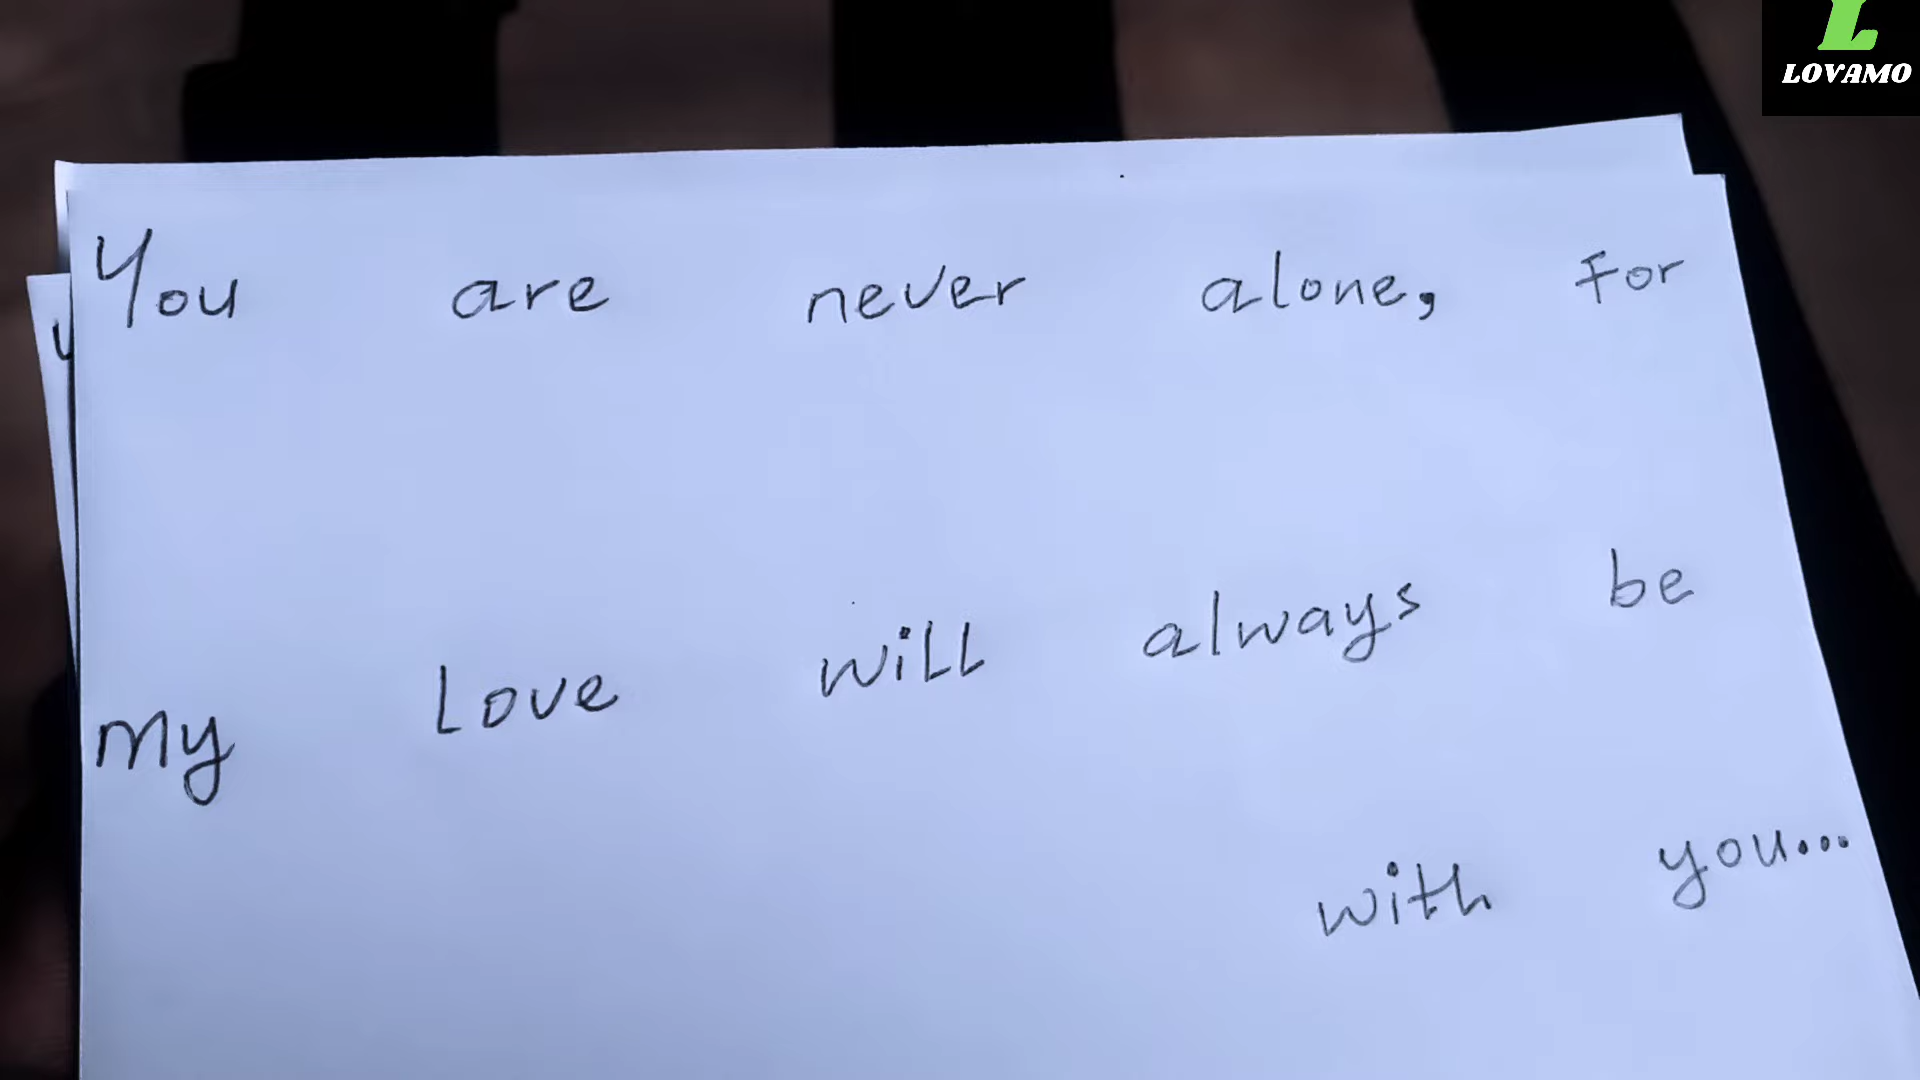 L
LOVAMO
You are never alone, For
my Love will always be
with you...